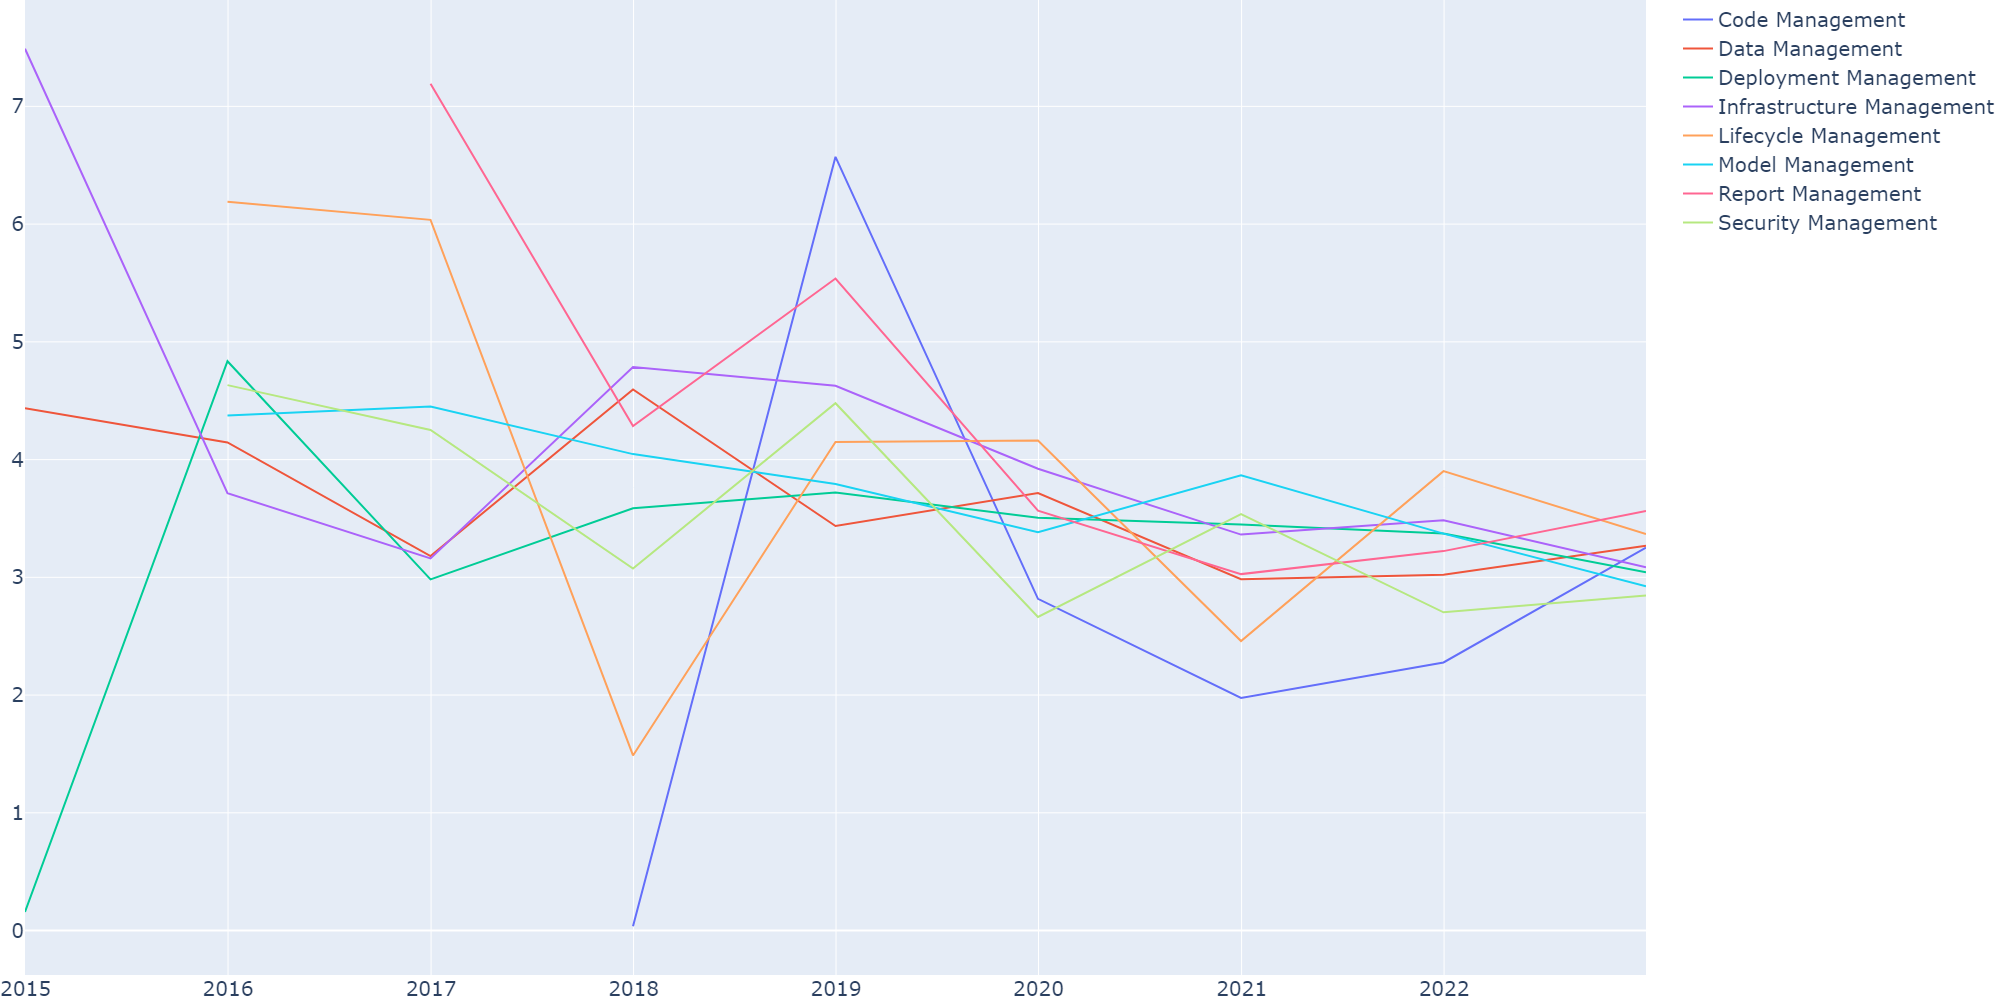 7
6
5
4
3
2
1
0
2015 2016 2017 2018 2019 2020 2021 2022
Code Management
Data Management
Deployment Management
Infrastructure Management
Lifecycle Management
Model Management
Report Management
Security Management